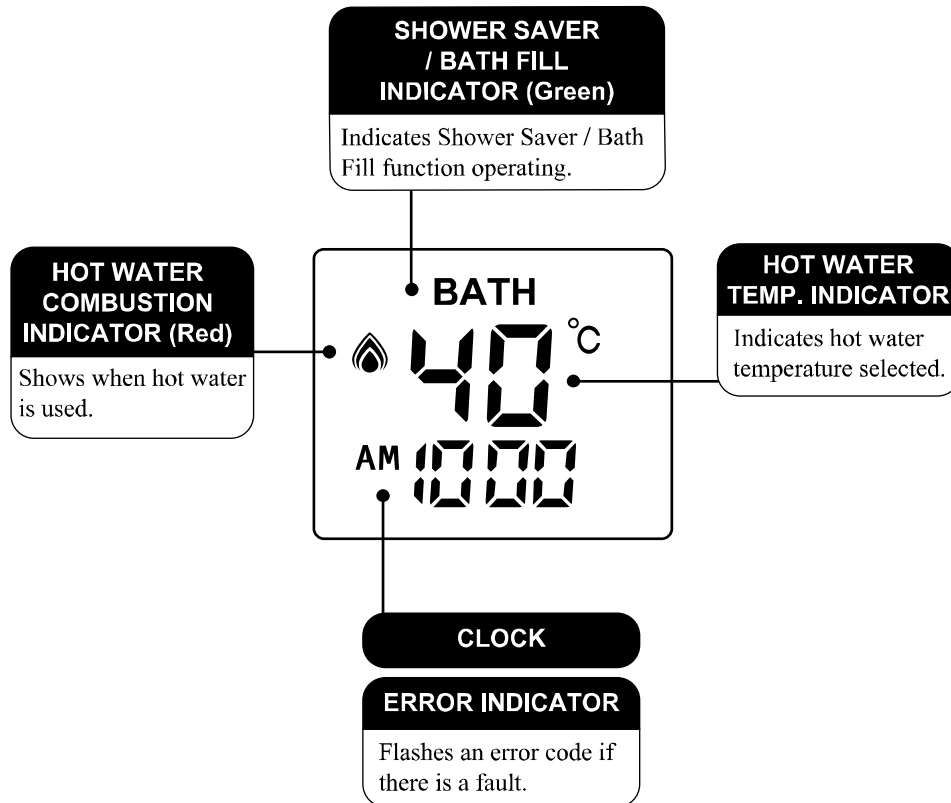 SHOWER SAVER
/ BATH FILL
INDICATOR (Green)
Indicates Shower Saver / Bath
Fill function operating.
HOT WATER
COMBUSTION
INDICATOR (Red)
Shows when hot water
is used.
BATH
40 °C
AM 10 00
HOT WATER
TEMP. INDICATOR
Indicates hot water
temperature selected.
CLOCK
ERROR INDICATOR
Flashes an error code if
there is a fault.